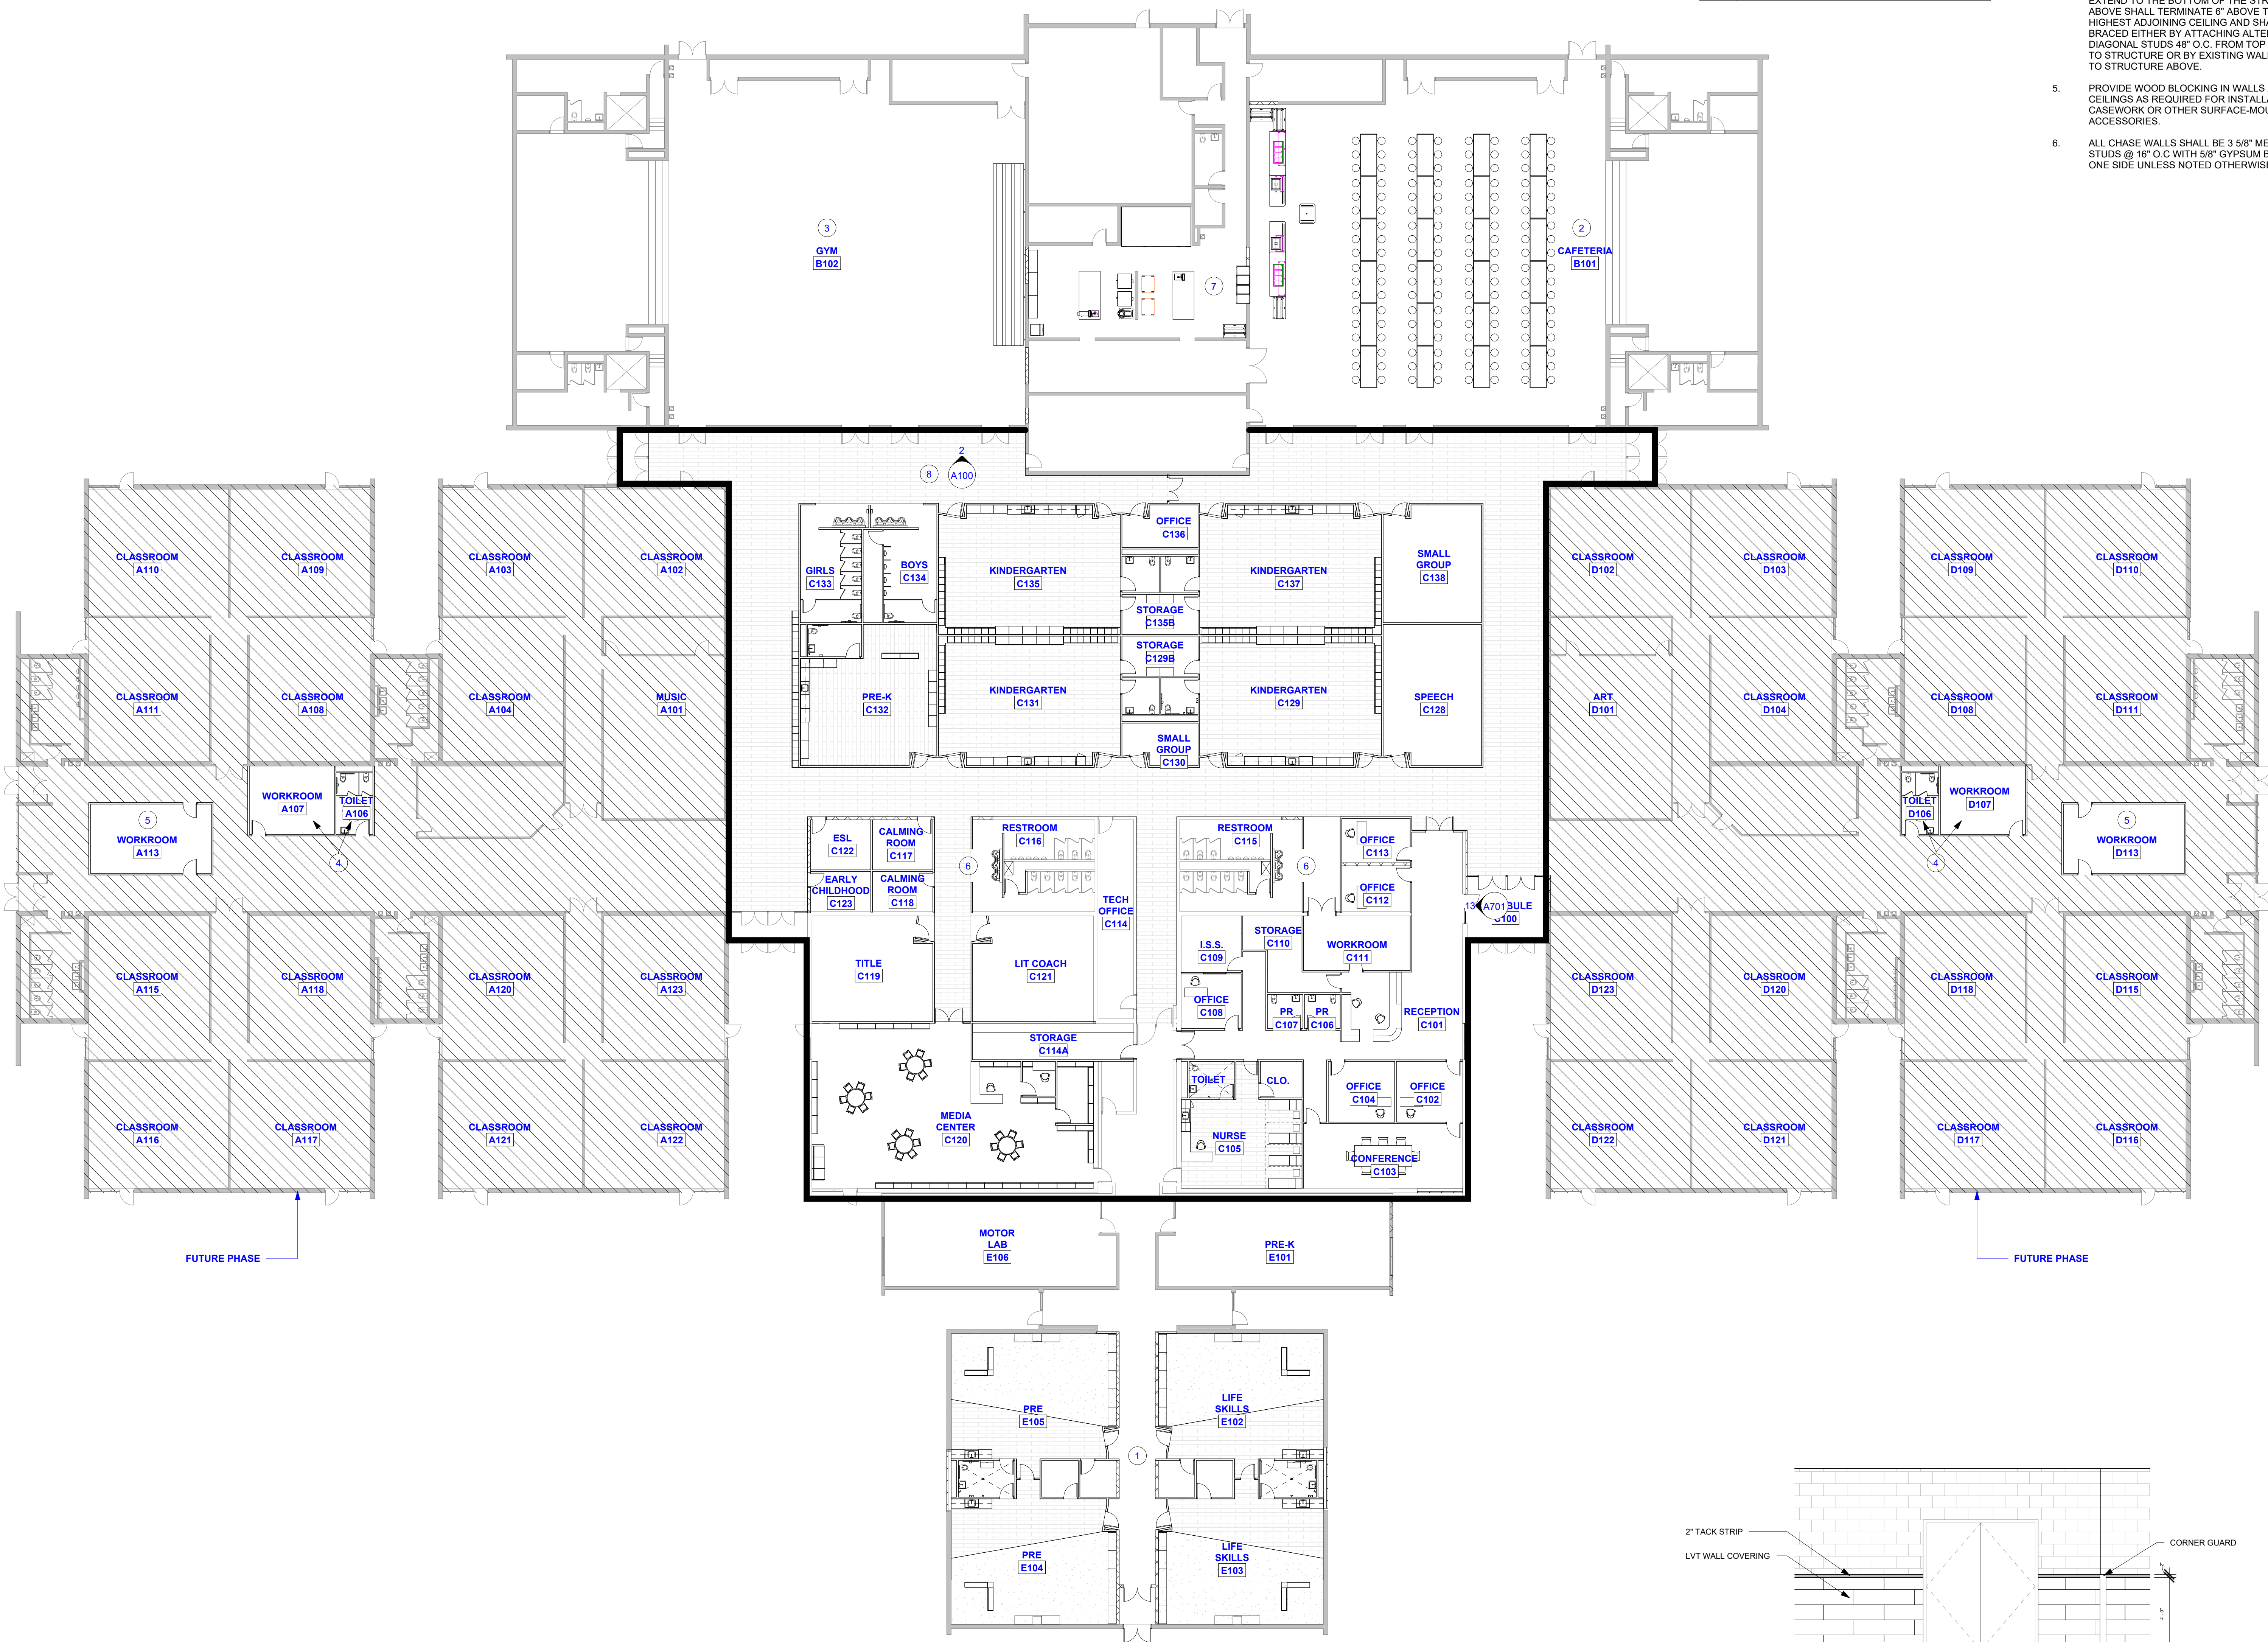 EXTEND TO THE BOTTOM OF THE
ABOVE SHALL TERMINATE 6" ABOVE
HIGHEST ADJOINING CEILING AND
BRACED EITHER BY ATTACHING
DIAGONAL STUDS 48" O.C. FROM TOP
TO STRUCTURE OR BY EXISTING
TO STRUCTURE ABOVE.
5. PROVIDE WOOD BLOCKING IN WALLS
CEILINGS AS REQUIRED FOR
CASEWORK OR OTHER
ACCESSORIES.
6. ALL CHASE WALLS SHALL BE 3 5/8"
STUDS @ 16" O.C WITH 5/8" GYPSUM
ONE SIDE UNLESS NOTED
3
GYM
B102
2
CAFETERIA
B101
7
2
A100
8
CLASSROOM
A110
CLASSROOM
A109
CLASSROOM
A103
CLASSROOM
A102
GIRLS
C133
BOYS
C134
KINDERGARTEN
C135
OFFICE
C136
KINDERGARTEN
C137
SMALL
GROUP
C138
CLASSROOM
D102
CLASSROOM
D103
CLASSROOM
D109
CLASSROOM
D110
STORAGE
C135B
STORAGE
C129B
CLASSROOM
A111
CLASSROOM
A108
CLASSROOM
A104
MUSIC
A101
PRE-K
C132
KINDERGARTEN
C131
KINDERGARTEN
C129
SPEECH
C128
ART
D101
CLASSROOM
D104
CLASSROOM
D108
CLASSROOM
D111
SMALL
GROUP
C130
5
WORKROOM
A113
WORKROOM
A107
TOILET
A106
4
TOILET
D106
WORKROOM
D107
4
5
WORKROOM
D113
ESL
C122
CALMING
ROOM
C117
EARLY
CHILDHOOD
C123
CALMING
ROOM
C118
6
RESTROOM
C116
TECH
OFFICE
C114
RESTROOM
C115
6
OFFICE
C113
OFFICE
C112
13
A701
BULE
C100
TITLE
C119
LIT COACH
C121
I.S.S.
C109
STORAGE
C110
WORKROOM
C111
OFFICE
C108
PR
C107
PR
C106
RECEPTION
C101
STORAGE
C114A
CLASSROOM
A115
CLASSROOM
A118
CLASSROOM
A120
CLASSROOM
A123
CLASSROOM
D123
CLASSROOM
D120
CLASSROOM
D118
CLASSROOM
D115
MEDIA
CENTER
C120
TOILET
CLO.
OFFICE
C104
OFFICE
C102
NURSE
C105
CONFERENCE
C103
CLASSROOM
A116
CLASSROOM
A117
CLASSROOM
A121
CLASSROOM
A122
CLASSROOM
D122
CLASSROOM
D121
CLASSROOM
D117
CLASSROOM
D116
FUTURE PHASE
MOTOR
LAB
E106
PRE-K
E101
FUTURE PHASE
PRE
E105
LIFE
SKILLS
E102
1
PRE
E104
LIFE
SKILLS
E103
2" TACK STRIP
LVT WALL COVERING
CORNER GUARD
4' - 0"